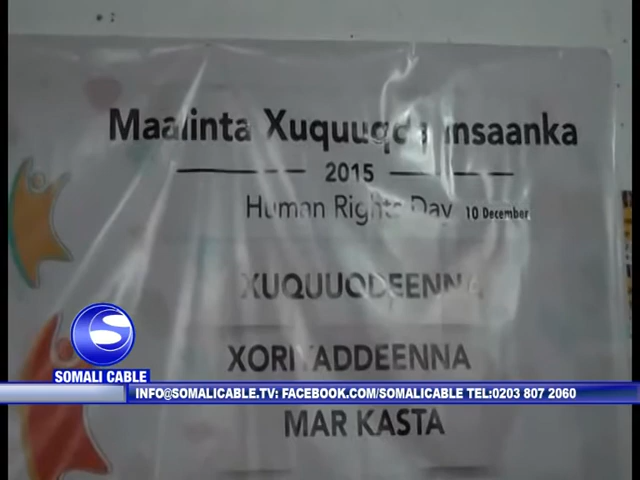 Maalinta Xuquuqda Insaanka
2015
Human Rights Day 10 December
XUQUUQDEENNA
XORIYADDEENNA
MAR KASTA
S
SOMALI CABLE
INFO@SOMALICABLE.TV: FACEBOOK.COM/SOMALICABLE TEL:0203 807 2060